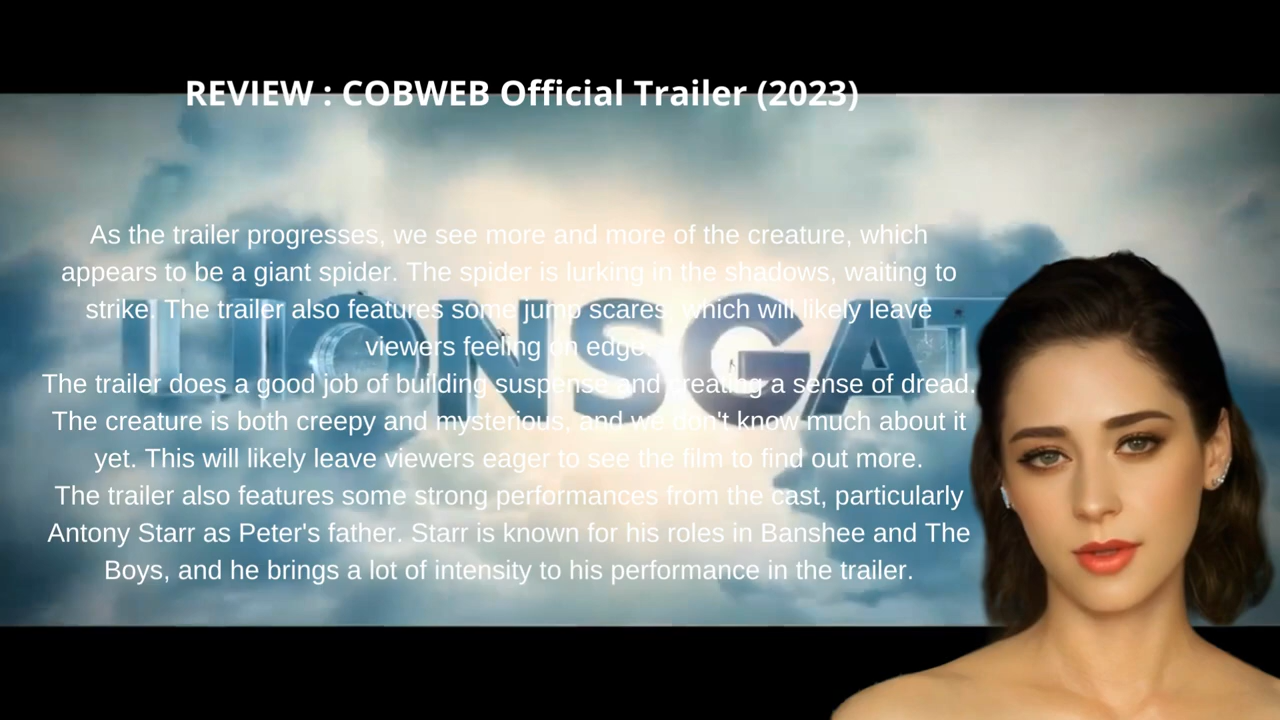 REVIEW : COBWEB Official Trailer (2023)
As the trailer progresses, we see more and more of the creature, which
appears to be a giant spider. The spider is lurking in the shadows, waiting to
strike. The trailer also features some jump scares, which will likely leave
viewers feeling on edge.
LIONSGAT
The trailer does a good job of building suspense and creating a sense of dread.
The creature is both creepy and mysterious, and we don't know much about it
yet. This will likely leave viewers eager to see the film to find out more.
The trailer also features some strong performances from the cast, particularly
Antony Starr as Peter's father. Starr is known for his roles in Banshee and The
Boys, and he brings a lot of intensity to his performance in the trailer.